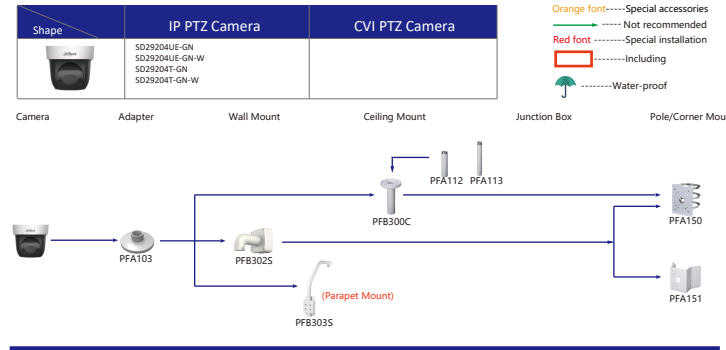 Shape
IP PTZ Camera
CVI PTZ Camera
SD29204UE-GN
SD29204UE-GN-W
SD29204T-GN
SD29204T-GN-W
Orange font-----Special accessories
----- Not recommended
Red font ------Special installation
------Including
-------Water-proof
Camera
Adapter
Wall Mount
Ceiling Mount
Junction Box
Pole/Corner Mou
PFA112
PFA113
PFB300C
PFA150
PFA103
PFB302S
(Parapet Mount)
PFA151
PFB303S